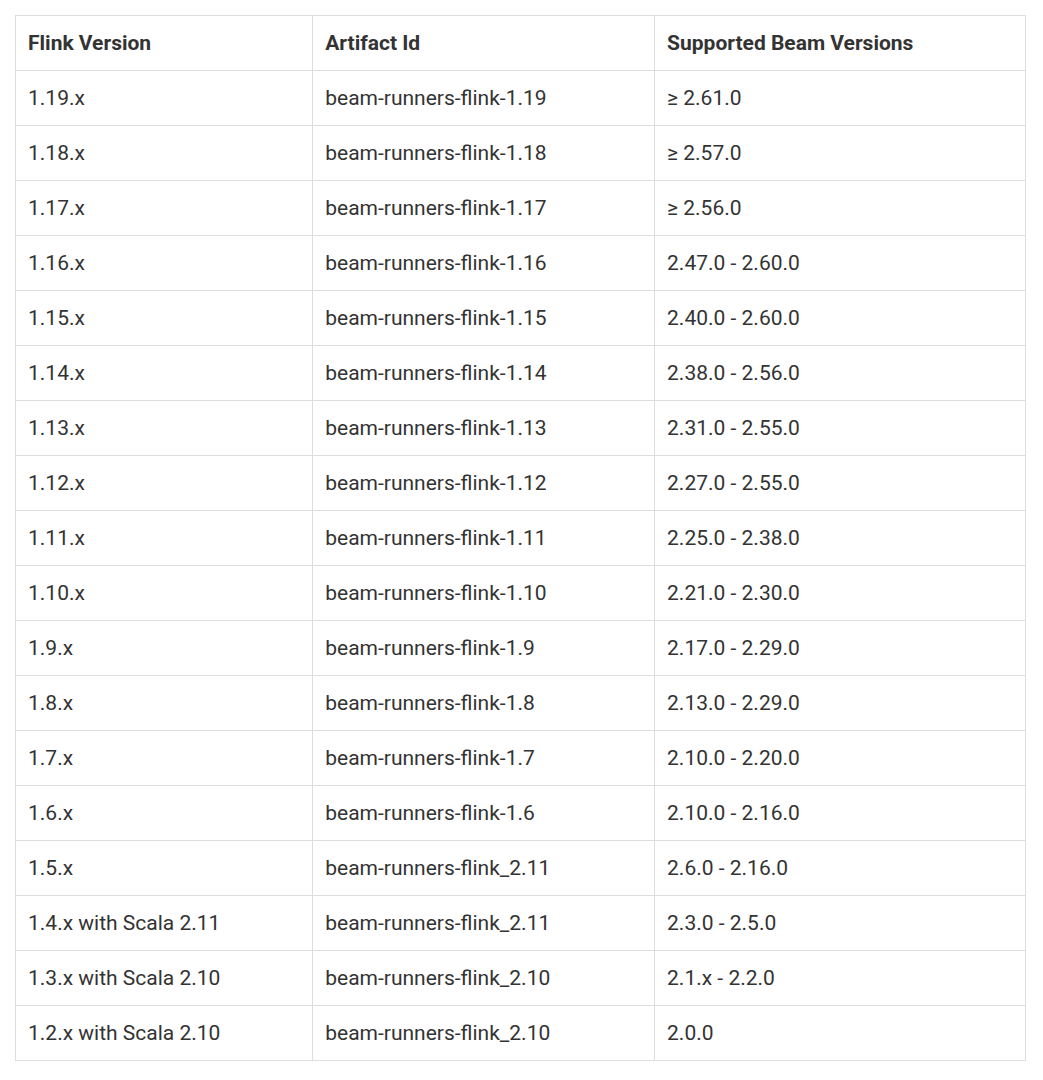 Flink Version Artifact Id Supported Beam Versions
1.19.x beam-runners-flink-1.19 ≥ 2.61.0
1.18.x beam-runners-flink-1.18 ≥ 2.57.0
1.17.x beam-runners-flink-1.17 ≥ 2.56.0
1.16.x beam-runners-flink-1.16 2.47.0 - 2.60.0
1.15.x beam-runners-flink-1.15 2.40.0 - 2.60.0
1.14.x beam-runners-flink-1.14 2.38.0 - 2.56.0
1.13.x beam-runners-flink-1.13 2.31.0 - 2.55.0
1.12.x beam-runners-flink-1.12 2.27.0 - 2.55.0
1.11.x beam-runners-flink-1.11 2.25.0 - 2.38.0
1.10.x beam-runners-flink-1.10 2.21.0 - 2.30.0
1.9.x beam-runners-flink-1.9 2.17.0 - 2.29.0
1.8.x beam-runners-flink-1.8 2.13.0 - 2.29.0
1.7.x beam-runners-flink-1.7 2.10.0 - 2.20.0
1.6.x beam-runners-flink-1.6 2.10.0 - 2.16.0
1.5.x beam-runners-flink_2.11 2.6.0 - 2.16.0
1.4.x with Scala 2.11 beam-runners-flink_2.11 2.3.0 - 2.5.0
1.3.x with Scala 2.10 beam-runners-flink_2.10 2.1.x - 2.2.0
1.2.x with Scala 2.10 beam-runners-flink_2.10 2.0.0